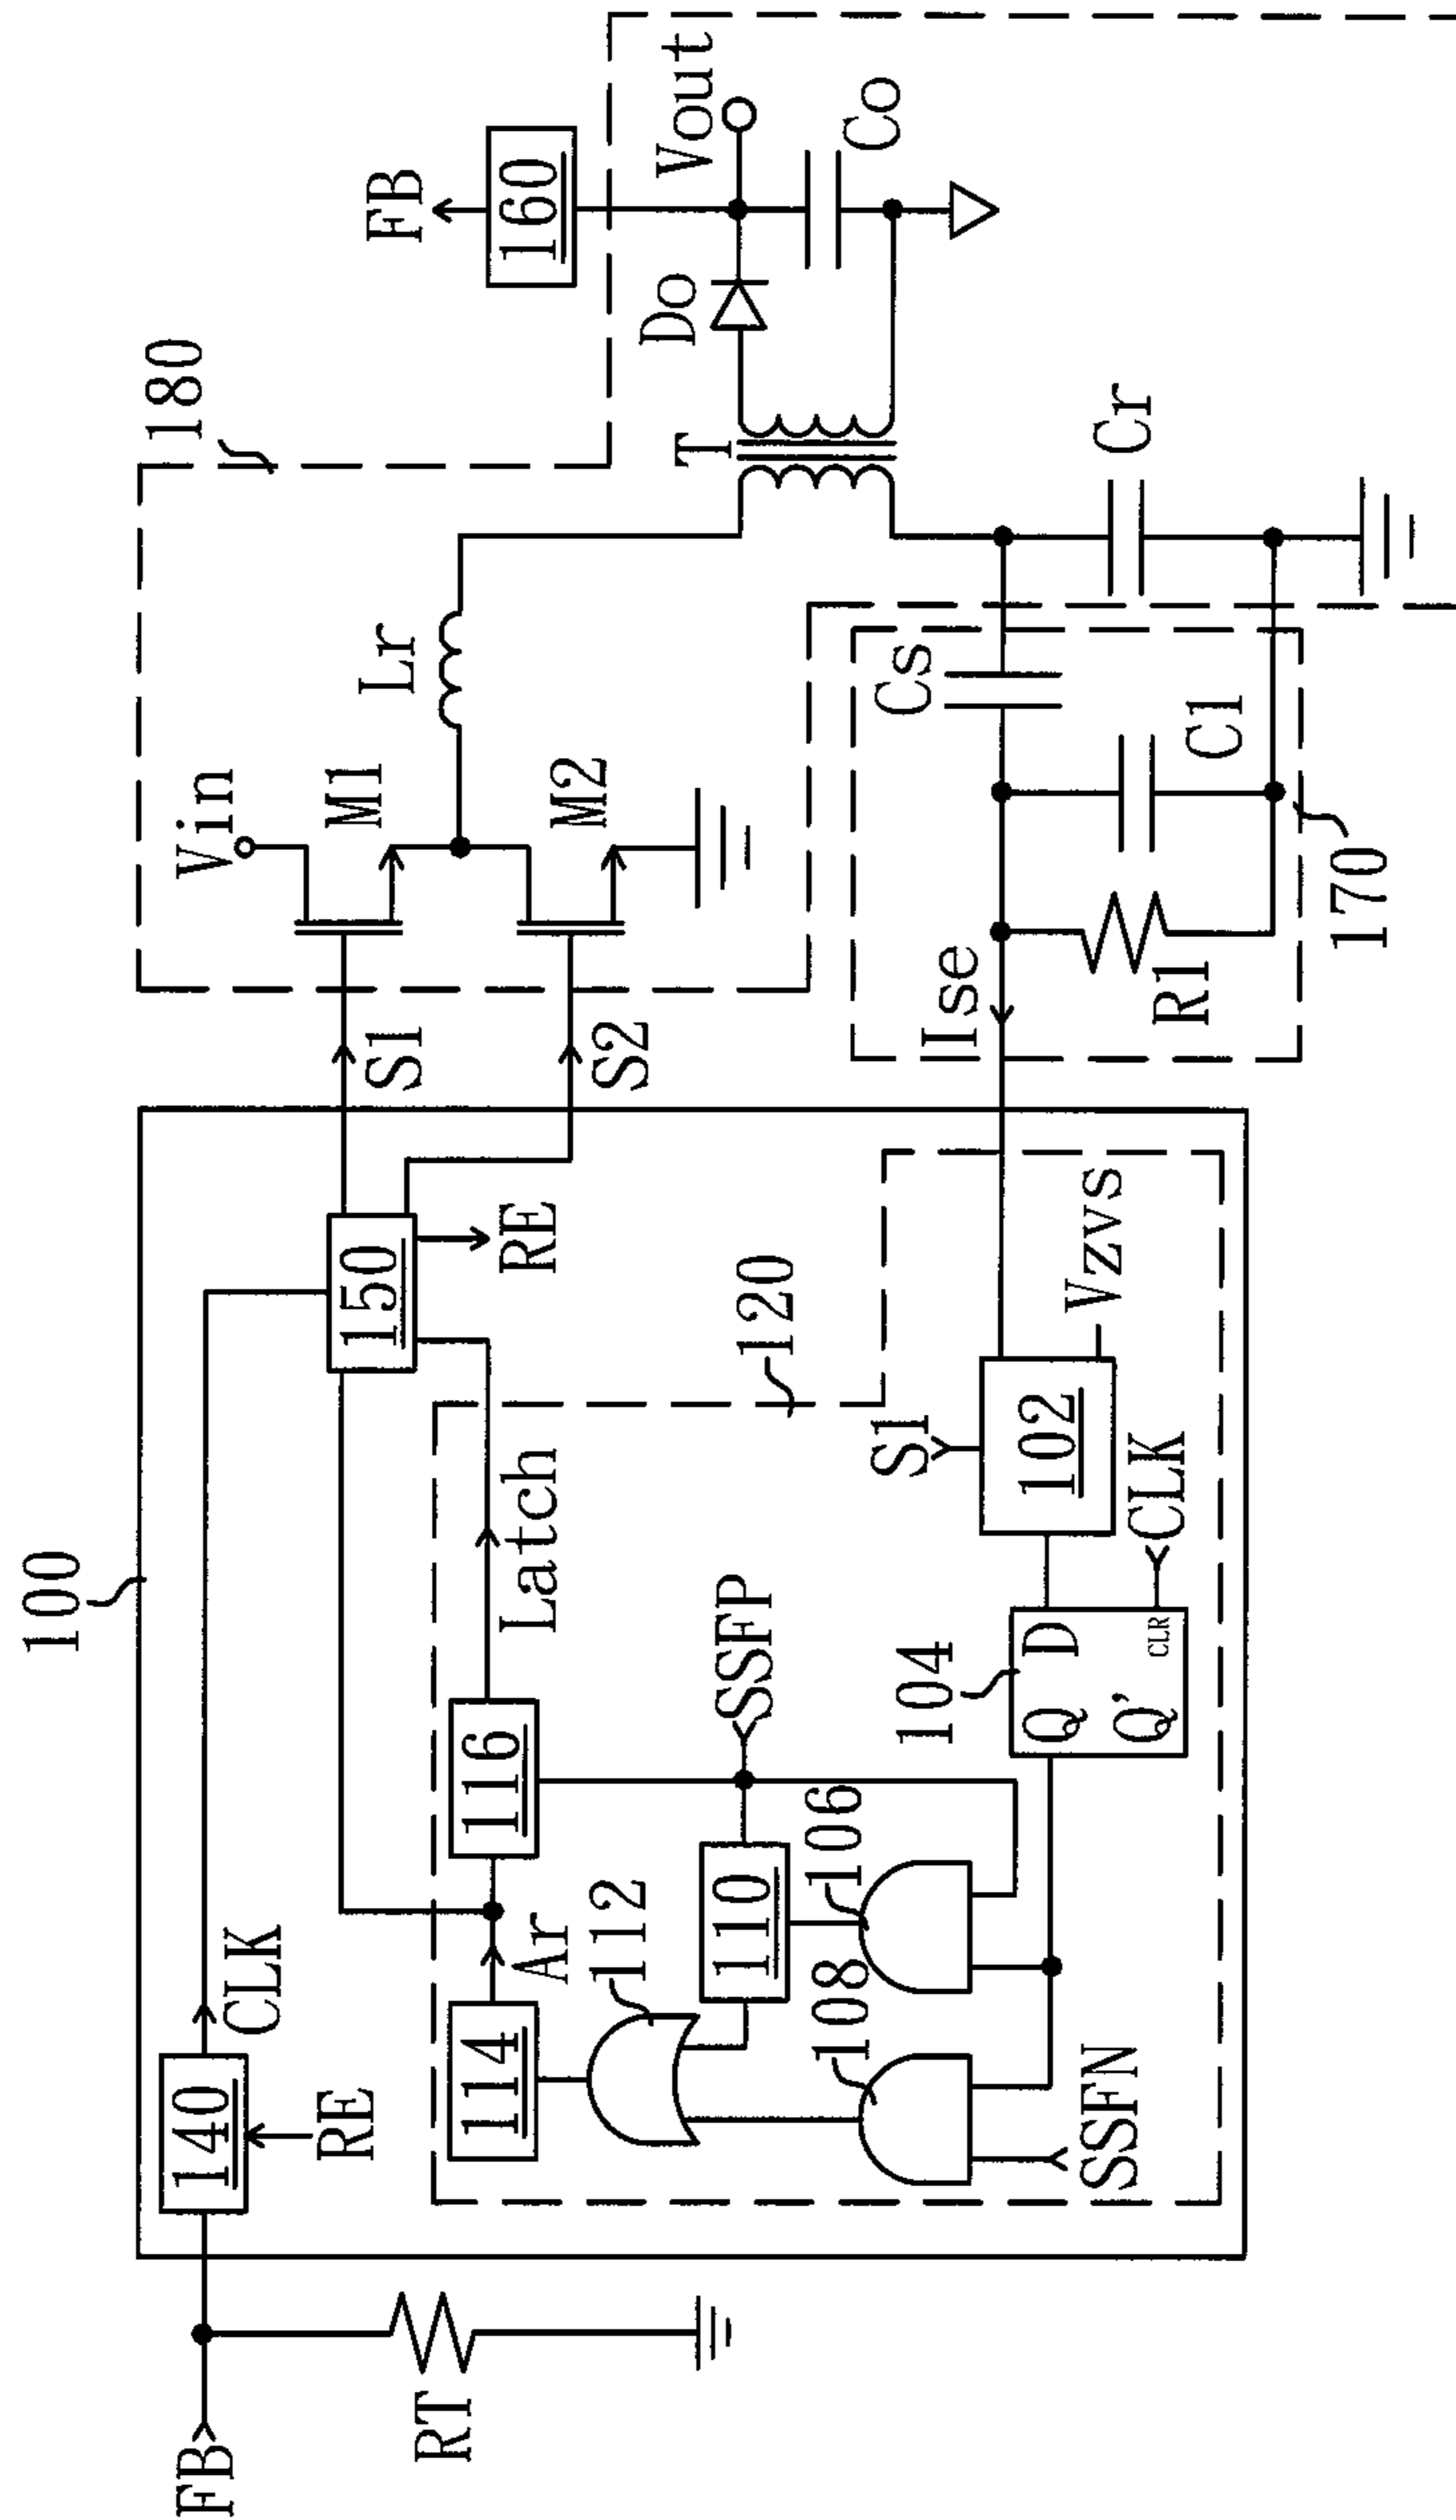 100
FB
RT
140
CLK
RE
150
S1
S2
RE
120
114
Ar
116
Latch
112
110
SSFP
108
106
SSFN
104
Q
D
Q'
CLR
CLK
102
S1
Vzvs
180
Vin
M1
M2
Lr
T
Do
FB
160
Vout
Co
Cr
Ise
Cs
C1
R1
170